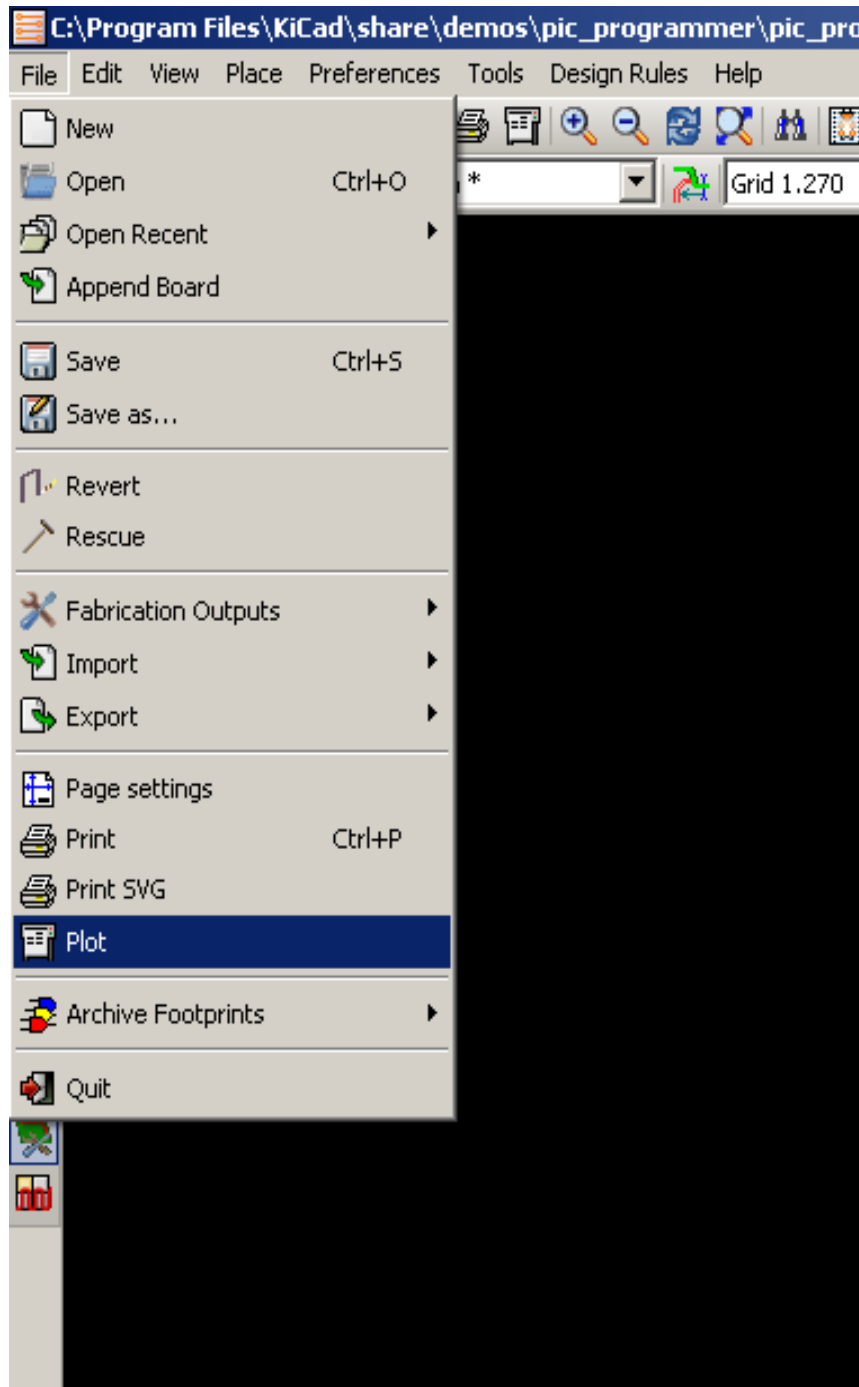 C:\Program Files\KiCad\share\demos\pic_programmer\pic_pro
File Edit View Place Preferences Tools Design Rules Help
New
Open Ctrl+O
*
Grid 1.270
Open Recent
Append Board
Save Ctrl+S
Save as...
Revert
Rescue
Fabrication Outputs
Import
Export
Page settings
Print Ctrl+P
Print SVG
Plot
Archive Footprints
Quit